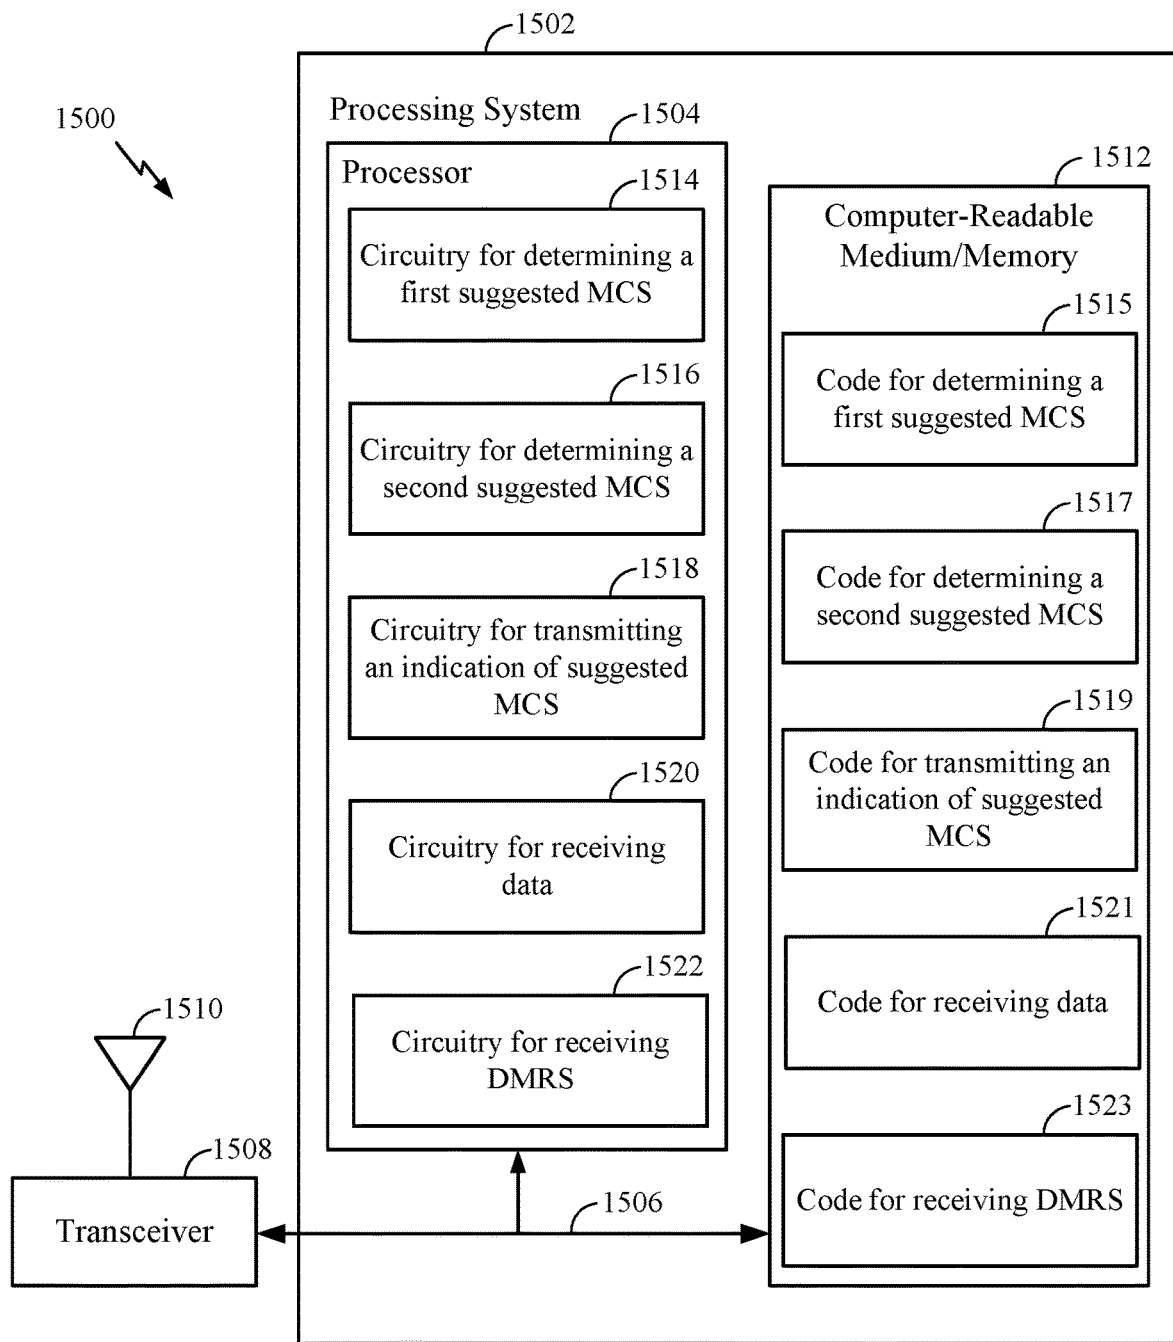 1502
1500
Processing System
1504
Processor
1514
Circuitry for determining a
first suggested MCS
1516
Circuitry for determining a
second suggested MCS
1518
Circuitry for transmitting
an indication of suggested
MCS
1520
Circuitry for receiving
data
1522
Circuitry for receiving
DMRS
1512
Computer-Readable
Medium/Memory
1515
Code for determining a
first suggested MCS
1517
Code for determining a
second suggested MCS
1519
Code for transmitting an
indication of suggested
MCS
1521
Code for receiving data
1523
Code for receiving DMRS
1510
1508
Transceiver
1506